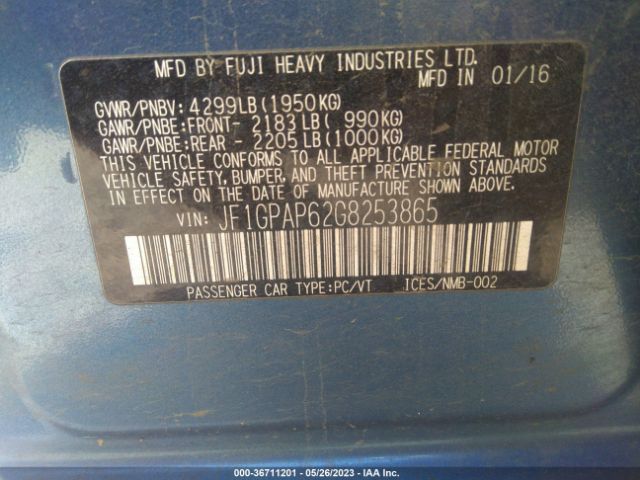 MFD BY FUJI HEAVY INDUSTRIES LTD.
MFD IN 01/16
GVWR/PNBV: 4299LB(1950KG)
GAWR/PNBE:FRONT- 2183LB( 990KG)
GAWR/PNBE:REAR - 2205LB(1000KG)
THIS VEHICLE CONFORMS TO ALL APPLICABLE FEDERAL MOTOR
VEHICLE SAFETY, BUMPER, AND THEFT PREVENTION STANDARDS
IN EFFECT ON THE DATE OF MANUFACTURE SHOWN ABOVE.
VIN: JF1GPAP62G8253865
PASSENGER CAR TYPE:PC/VT ICES/NMB-002
000-36711201 - 05/26/2023 - IAA Inc.